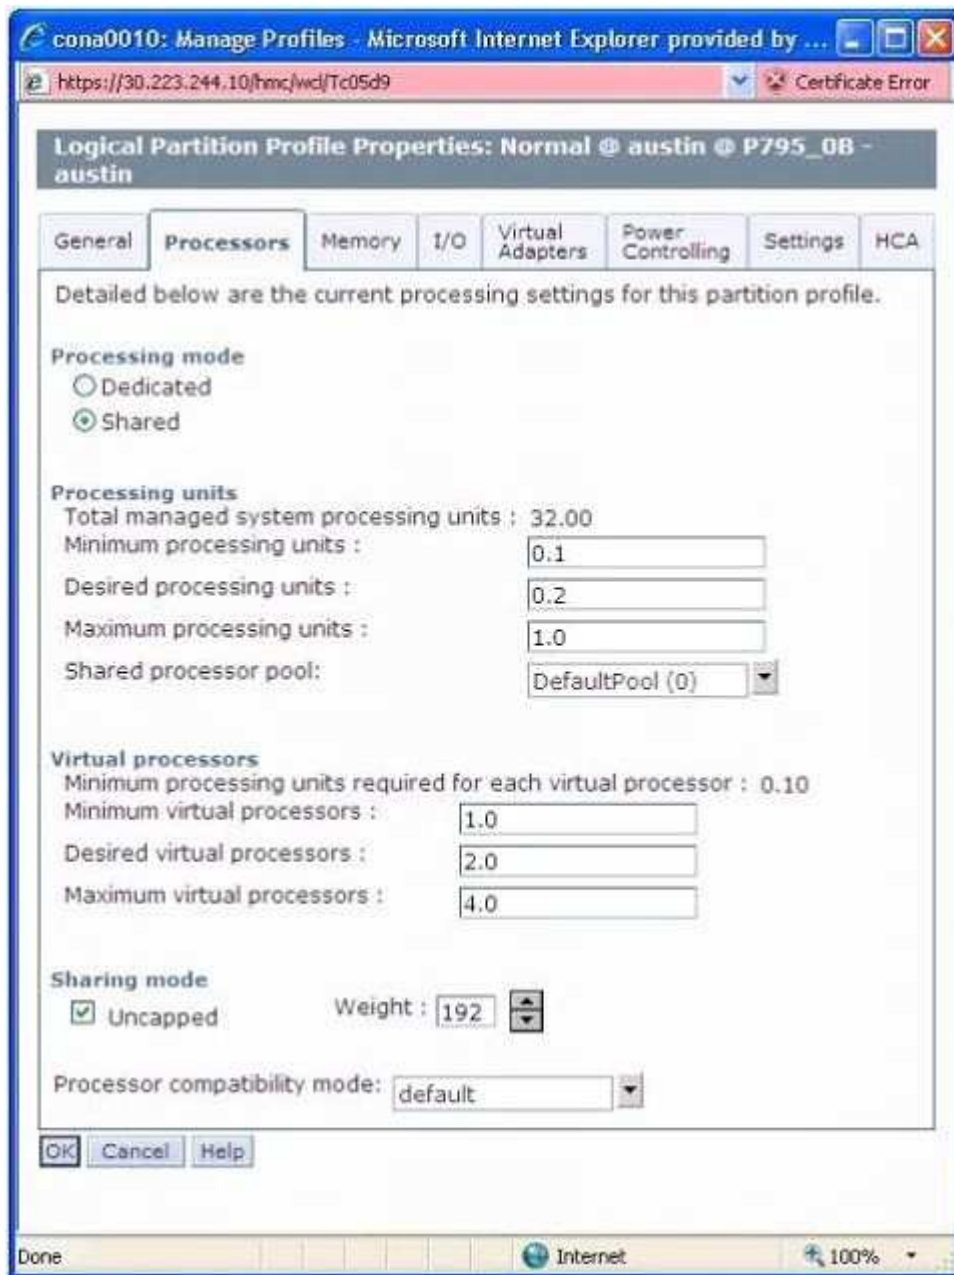 cona0010: Manage Profiles - Microsoft Internet Explorer provided by ...
https://30.223.244.10/hmc/wcl/Tc05d9 Certificate Error
Logical Partition Profile Properties: Normal @ austin @ P795_0B -
austin
General Processors Memory I/O Virtual Adapters Power Controlling Settings HCA
Detailed below are the current processing settings for this partition profile.
Processing mode
Dedicated
Shared
Processing units
Total managed system processing units : 32.00
Minimum processing units : 0.1
Desired processing units : 0.2
Maximum processing units : 1.0
Shared processor pool: DefaultPool (0)
Virtual processors
Minimum processing units required for each virtual processor : 0.10
Minimum virtual processors : 1.0
Desired virtual processors : 2.0
Maximum virtual processors : 4.0
Sharing mode
Uncapped Weight : 192
Processor compatibility mode: default
OK Cancel Help
Done Internet 100%